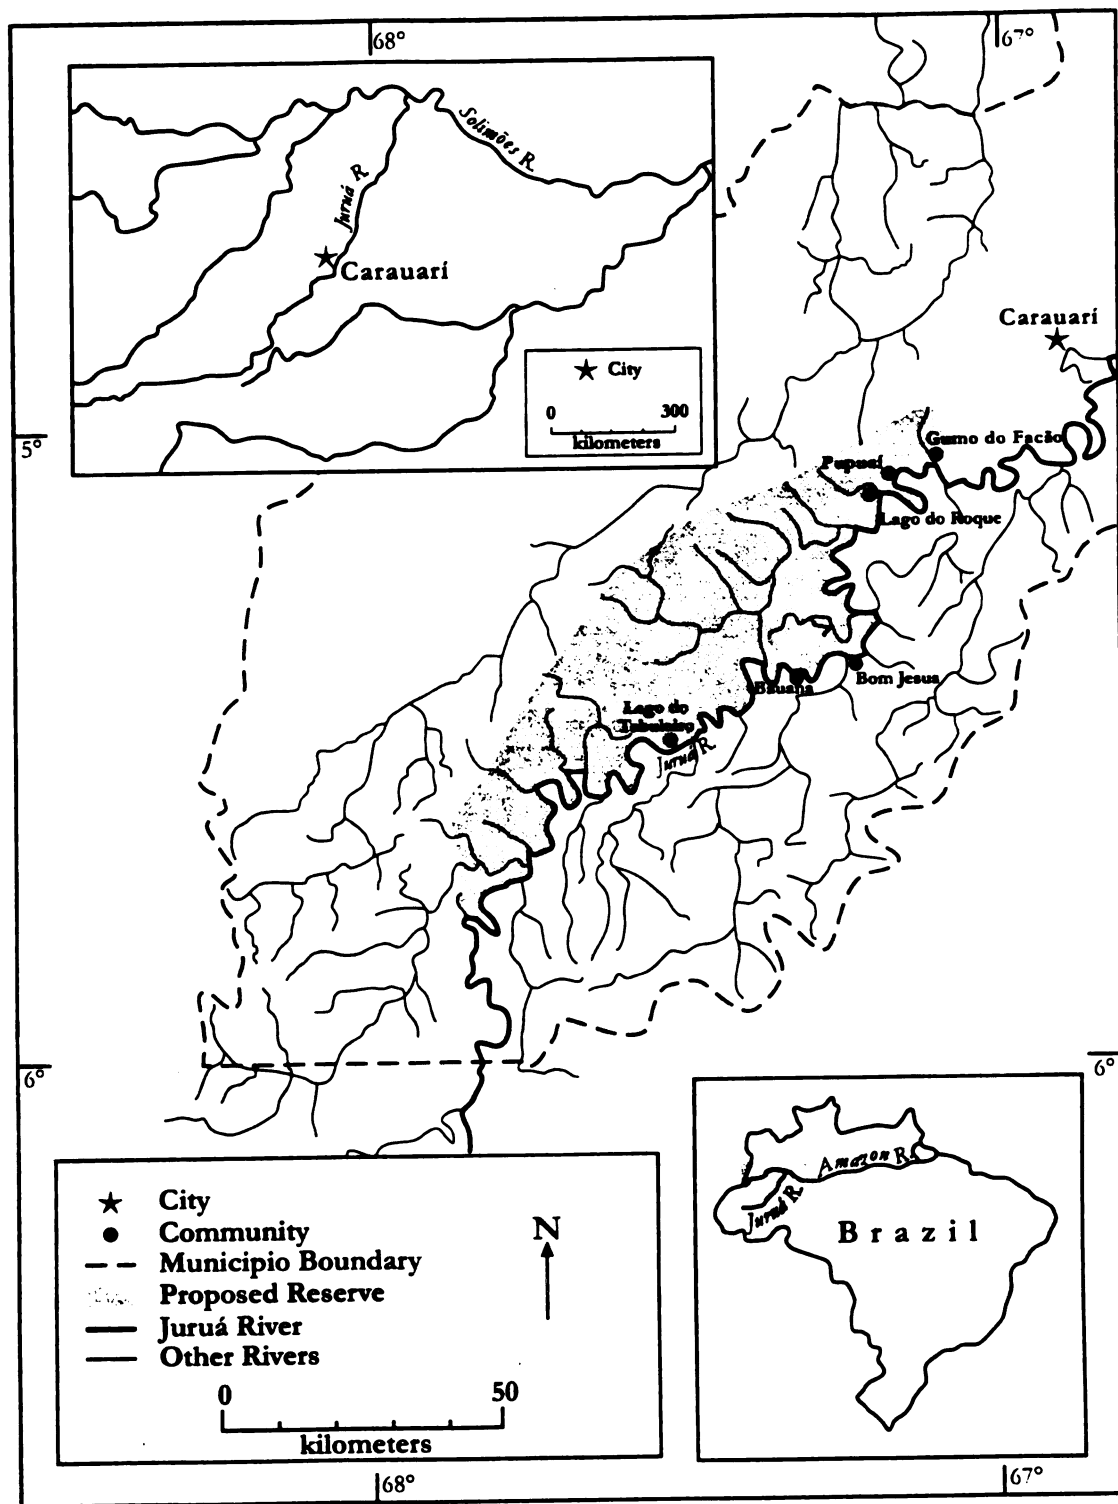 68°
67°
Solimões R.
Juruá R.
Carauarí
City
0 300
kilometers
Carauarí
5°
Gumo do Facão
Pupuaí
Lago do Roque
Bauana
Bom Jesus
Lago do
Juruá R.
6°
6°
City
Community
Municipio Boundary
Proposed Reserve
Juruá River
Other Rivers
N
0 50
kilometers
Amazon R.
Juruá R.
Brazil
68°
67°